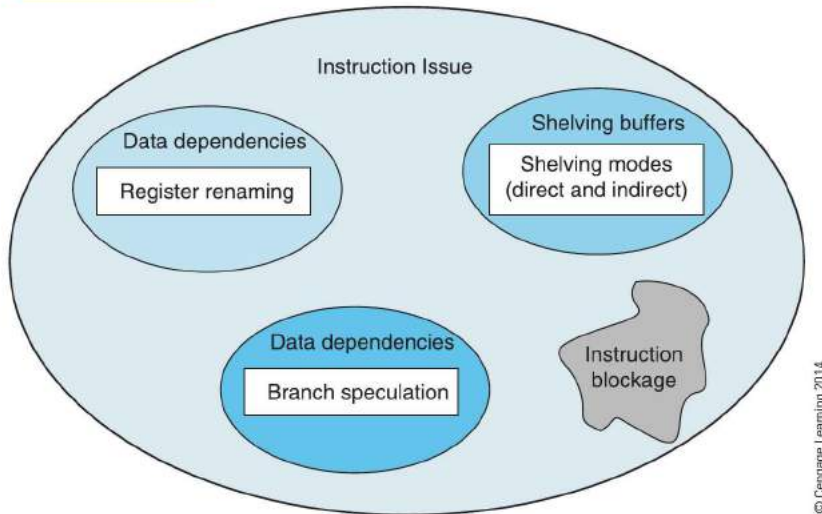 Instruction Issue
Data dependencies
Register renaming
Shelving buffers
Shelving modes
(direct and indirect)
Data dependencies
Branch speculation
Instruction
blockage
© Cengage Learning 2014